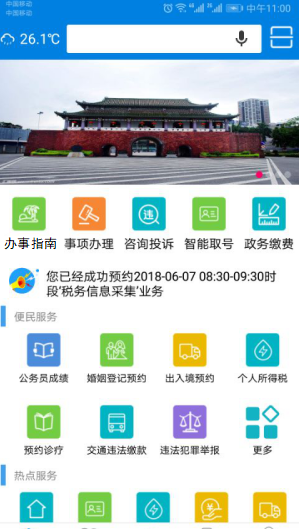 中国移动
中国移动
中午11:00
26.1℃
办事指南 事项办理 咨询投诉 智能取号 政务缴费
您已经成功预约2018-06-07 08:30-09:30时
段‘税务信息采集’业务
便民服务
公务员成绩 婚姻登记预约 出入境预约 个人所得税
预约诊疗 交通违法缴款 违法犯罪举报 更多
热点服务